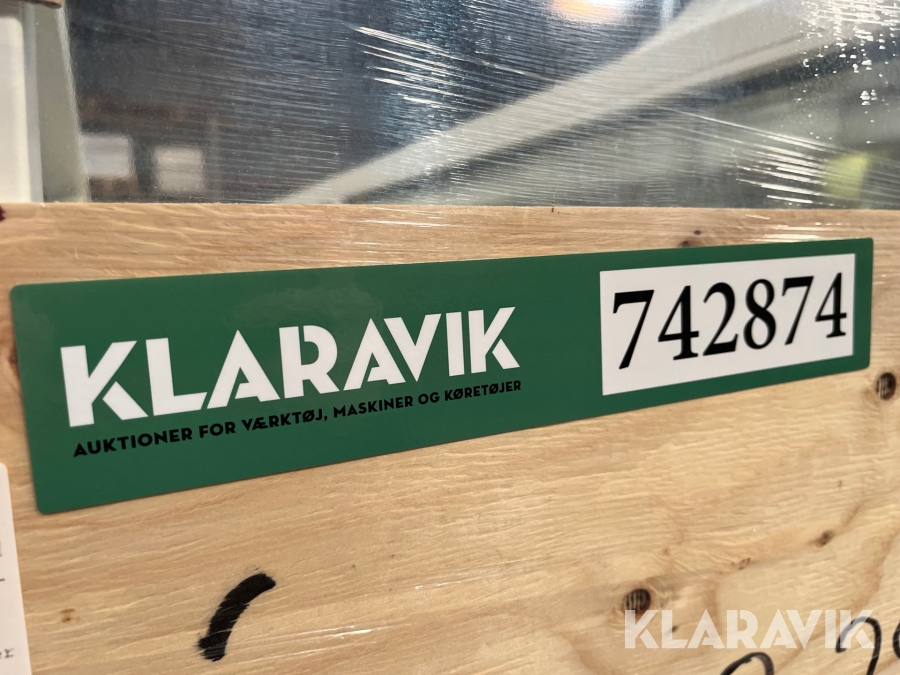 KLARAVIK
AUKTIONER FOR VÆRKTØJ, MASKINER OG KØRETØJER
742874
KLARAVIK